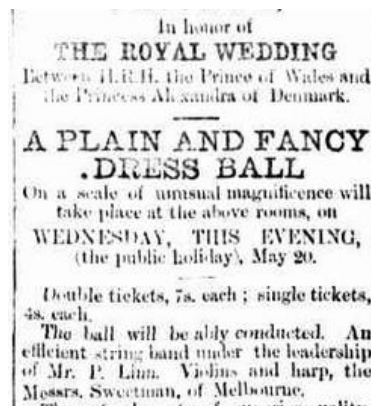 In honor of
THE ROYAL WEDDING
Between H.R.H. the Prince of Wales and
the Princess Alexandra of Denmark.
A PLAIN AND FANCY
.DRESS BALL
On a scale of unusual magnificence will
take place at the above rooms, on
WEDNESDAY, THIS EVENING,
(the public holiday), May 20.
Double tickets, 7s. each ; single tickets,
4s. each.
The ball will be ably conducted. An
efficient string band under the leadership
of Mr. P. Linn. Violins and harp, the
Messrs. Sweetman, of Melbourne.